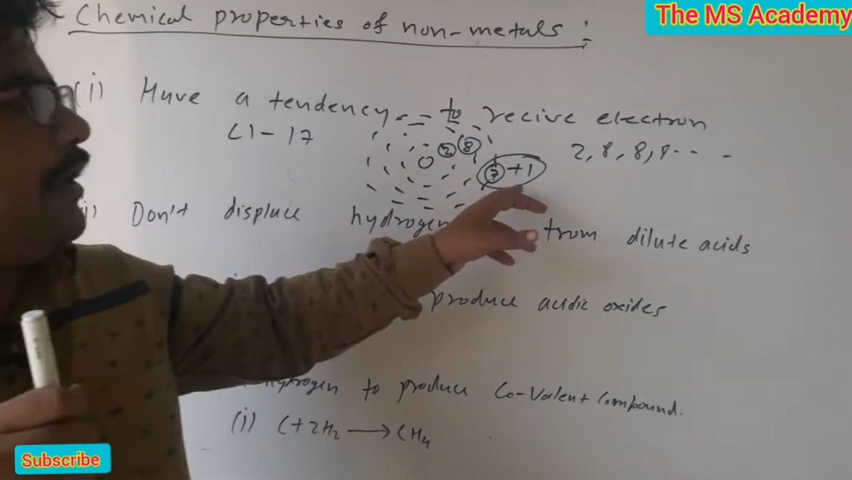 Chemical properties of non-metals :
The MS Academy
(i) Have a tendency to recive electron
Cl - 17
2 8 7 + 1
2, 8, 8, 8 - - -
Don't displace hydrogen from dilute acids
produce acidic oxides
hydrogen to produce Co-Valent Compound.
(i) C + 2H2 → CH4
Subscribe